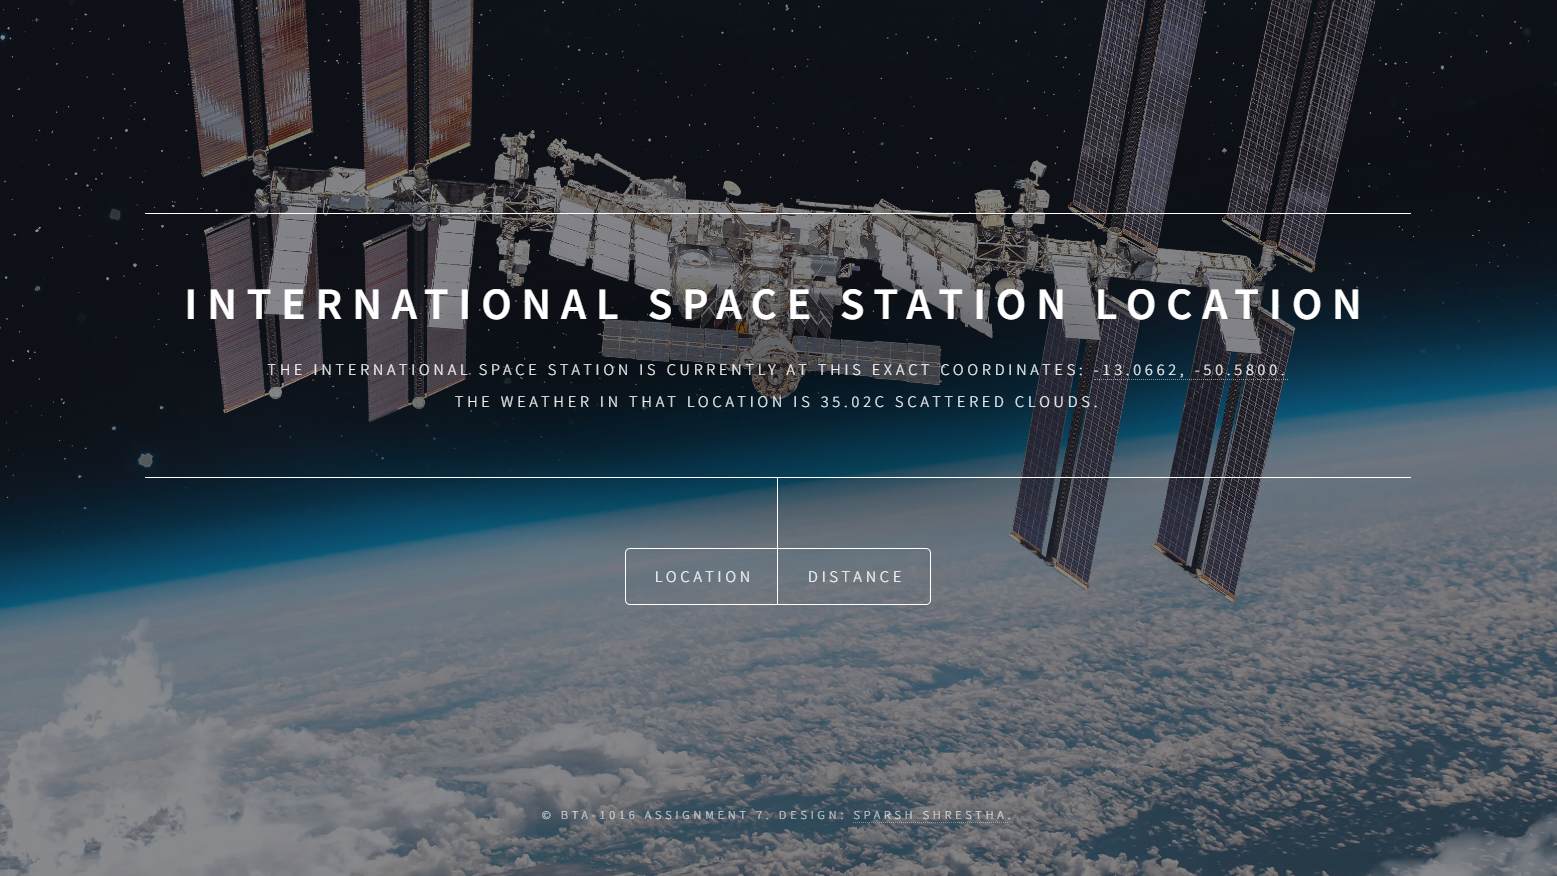 INTERNATIONAL SPACE STATION LOCATION
THE INTERNATIONAL SPACE STATION IS CURRENTLY AT THIS EXACT COORDINATES: -13.0662, -50.5800.
THE WEATHER IN THAT LOCATION IS 35.02C SCATTERED CLOUDS.
LOCATION DISTANCE
© BTA-1016 ASSIGNMENT 7. DESIGN: SPARSH SHRESTHA.